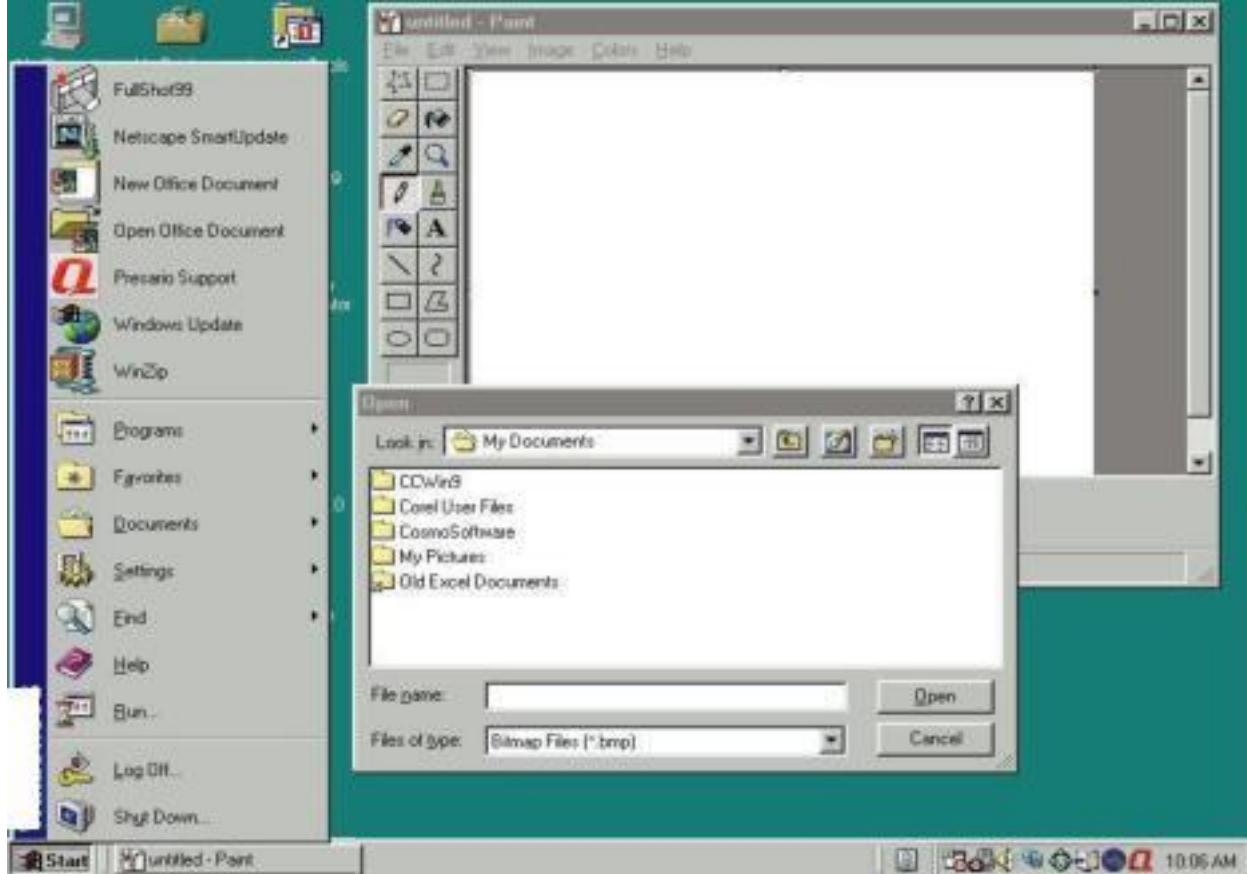 untitled - Paint
File Edit View Image Colors Help
FullShot99
Netscape SmartUpdate
New Office Document
Open Office Document
Presario Support
Windows Update
WinZip
Programs
Favorites
Documents
Settings
Find
Help
Run...
Log Off...
Shut Down...
Open
Look in: My Documents
CCWin9
Corel User Files
CosmoSoftware
My Pictures
Old Excel Documents
File name:
Open
Files of type: Bitmap Files (*.bmp)
Cancel
Start
untitled - Paint
10:06 AM